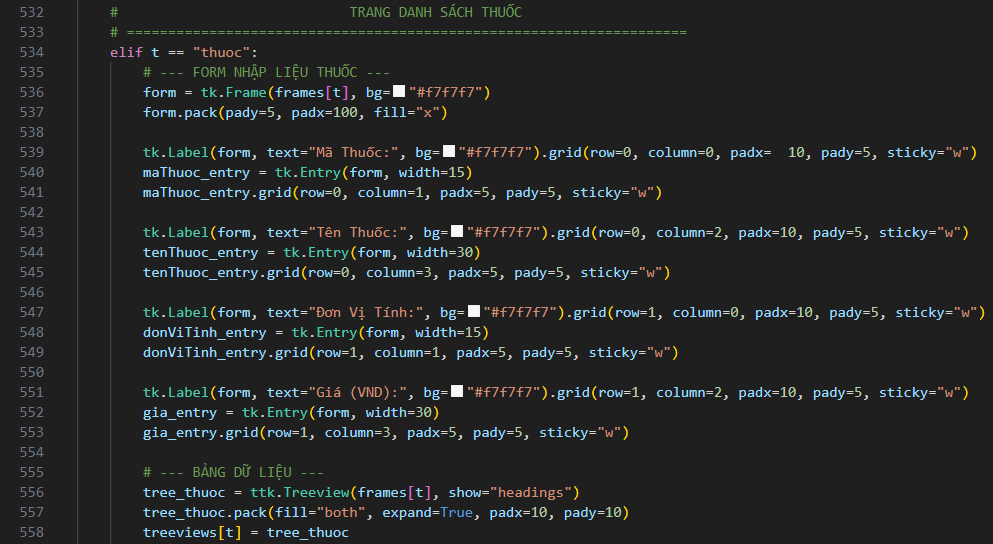 532 # TRANG DANH SÁCH THUỐC
533 # ====================================================================
534 elif t == "thuoc":
535 # --- FORM NHẬP LIỆU THUỐC ---
536 form = tk.Frame(frames[t], bg="#f7f7f7")
537 form.pack(pady=5, padx=100, fill="x")
538
539 tk.Label(form, text="Mã Thuốc:", bg="#f7f7f7").grid(row=0, column=0, padx=  10, pady=5, sticky="w")
540 maThuoc_entry = tk.Entry(form, width=15)
541 maThuoc_entry.grid(row=0, column=1, padx=5, pady=5, sticky="w")
542
543 tk.Label(form, text="Tên Thuốc:", bg="#f7f7f7").grid(row=0, column=2, padx=10, pady=5, sticky="w")
544 tenThuoc_entry = tk.Entry(form, width=30)
545 tenThuoc_entry.grid(row=0, column=3, padx=5, pady=5, sticky="w")
546
547 tk.Label(form, text="Đơn Vị Tính:", bg="#f7f7f7").grid(row=1, column=0, padx=10, pady=5, sticky="w")
548 donViTinh_entry = tk.Entry(form, width=15)
549 donViTinh_entry.grid(row=1, column=1, padx=5, pady=5, sticky="w")
550
551 tk.Label(form, text="Giá (VND):", bg="#f7f7f7").grid(row=1, column=2, padx=10, pady=5, sticky="w")
552 gia_entry = tk.Entry(form, width=30)
553 gia_entry.grid(row=1, column=3, padx=5, pady=5, sticky="w")
554
555 # --- BẢNG DỮ LIỆU ---
556 tree_thuoc = ttk.Treeview(frames[t], show="headings")
557 tree_thuoc.pack(fill="both", expand=True, padx=10, pady=10)
558 treeviews[t] = tree_thuoc